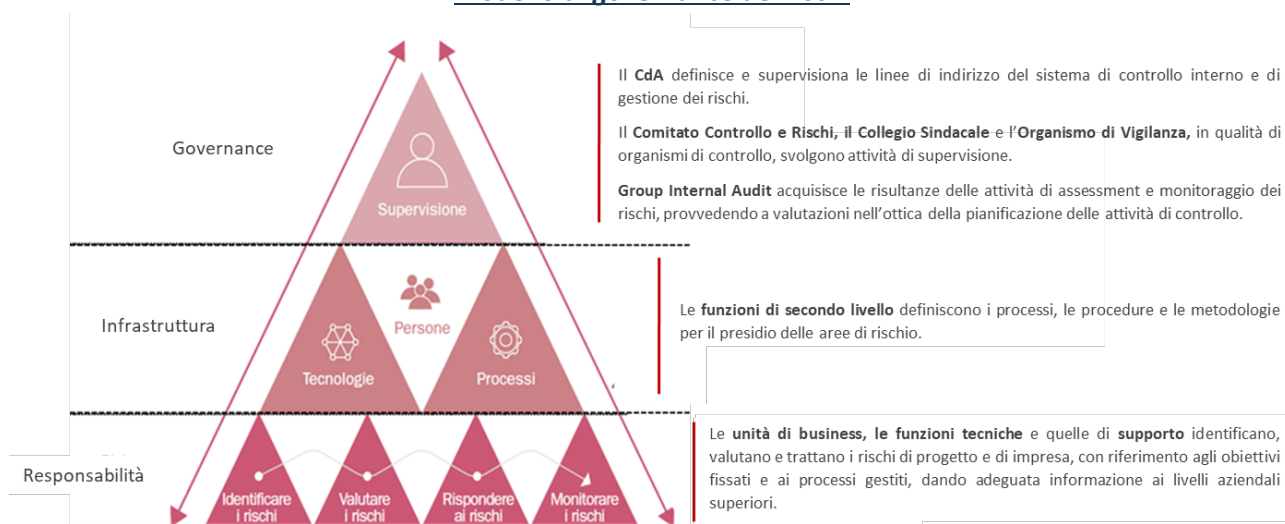 Governance
Supervisione
Il CdA definisce e supervisiona le linee di indirizzo del sistema di controllo interno e di
gestione dei rischi.
Il Comitato Controllo e Rischi, il Collegio Sindacale e l'Organismo di Vigilanza, in qualità di
organismi di controllo, svolgono attività di supervisione.
Group Internal Audit acquisisce le risultanze delle attività di assessment e monitoraggio dei
rischi, provvedendo a valutazioni nell'ottica della pianificazione delle attività di controllo.
Infrastruttura
Persone
Tecnologie
Processi
Le funzioni di secondo livello definiscono i processi, le procedure e le metodologie
per il presidio delle aree di rischio.
Responsabilità
Identificare
i rischi
Valutare
i rischi
Rispondere
ai rischi
Monitorare
i rischi
Le unità di business, le funzioni tecniche e quelle di supporto identificano,
valutano e trattano i rischi di progetto e di impresa, con riferimento agli obiettivi
fissati e ai processi gestiti, dando adeguata informazione ai livelli aziendali
superiori.